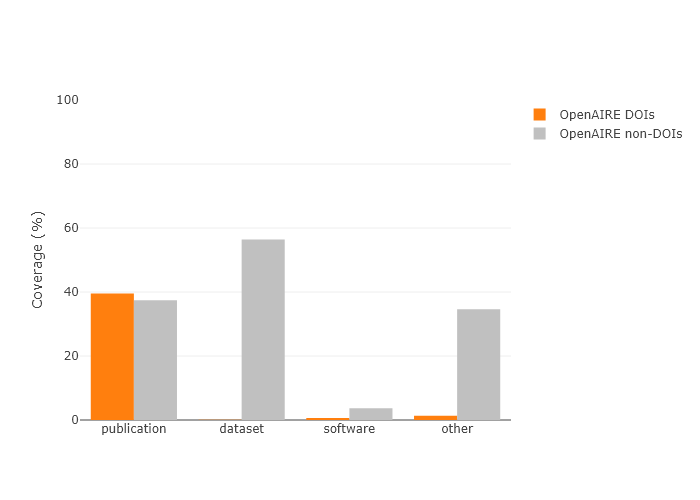 100
80
60
40
20
0
Coverage (%)
publication
dataset
software
other
OpenAIRE DOIs
OpenAIRE non-DOIs